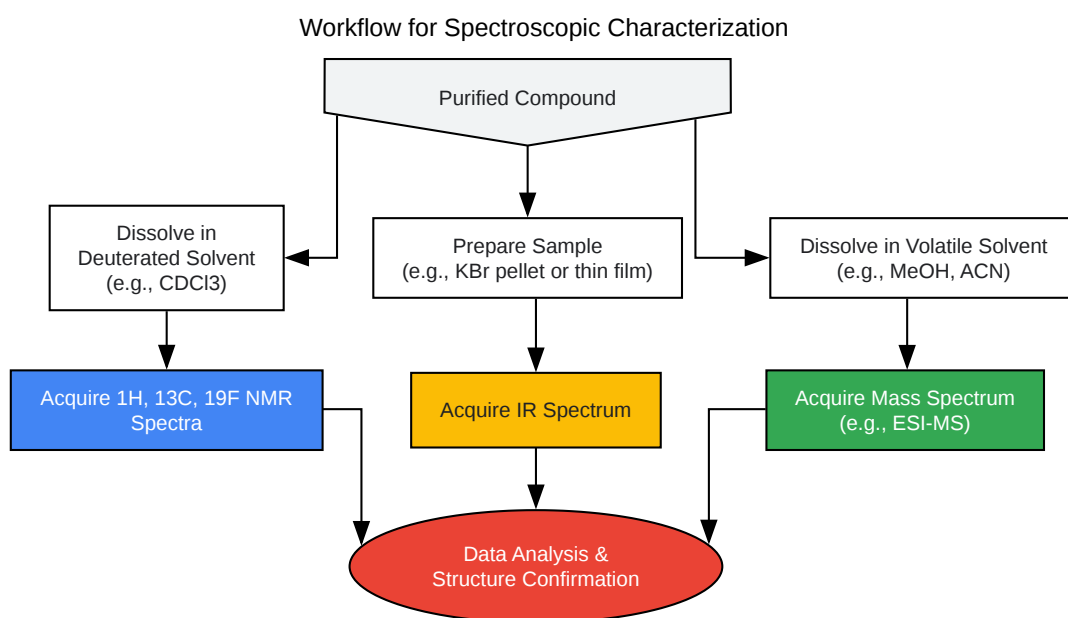 Workflow for Spectroscopic Characterization
Purified Compound
Dissolve in
Deuterated Solvent
(e.g., CDCl3)
Prepare Sample
(e.g., KBr pellet or thin film)
Dissolve in Volatile Solvent
(e.g., MeOH, ACN)
Acquire 1H, 13C, 19F NMR
Spectra
Acquire IR Spectrum
Acquire Mass Spectrum
(e.g., ESI-MS)
Data Analysis &
Structure Confirmation